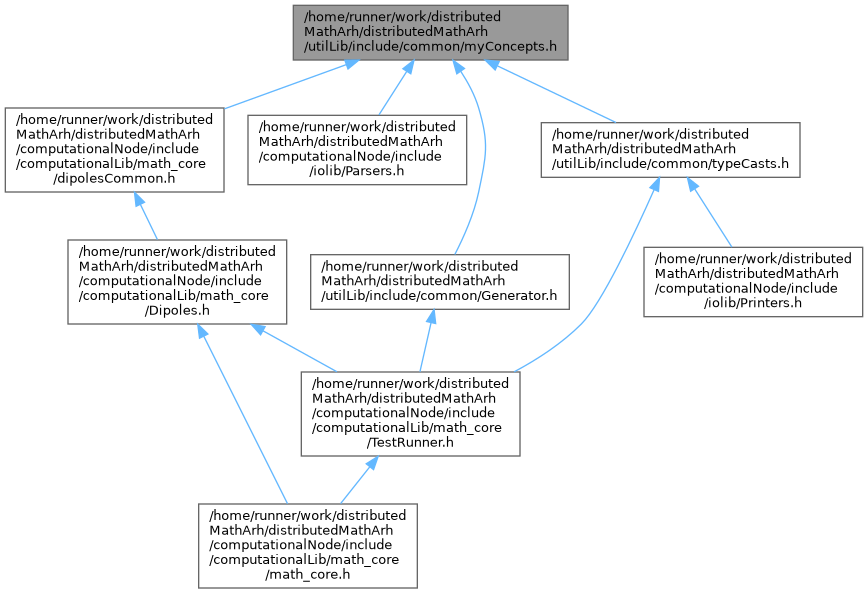 /home/runner/work/distributed
MathArh/distributedMathArh
/utilLib/include/common/myConcepts.h
/home/runner/work/distributed
MathArh/distributedMathArh
/computationalNode/include
/computationalLib/math_core
/dipolesCommon.h
/home/runner/work/distributed
MathArh/distributedMathArh
/computationalNode/include
/iolib/Parsers.h
/home/runner/work/distributed
MathArh/distributedMathArh
/utilLib/include/common/typeCasts.h
/home/runner/work/distributed
MathArh/distributedMathArh
/computationalNode/include
/computationalLib/math_core
/Dipoles.h
/home/runner/work/distributed
MathArh/distributedMathArh
/utilLib/include/common/Generator.h
/home/runner/work/distributed
MathArh/distributedMathArh
/computationalNode/include
/iolib/Printers.h
/home/runner/work/distributed
MathArh/distributedMathArh
/computationalNode/include
/computationalLib/math_core
/TestRunner.h
/home/runner/work/distributed
MathArh/distributedMathArh
/computationalNode/include
/computationalLib/math_core
/math_core.h